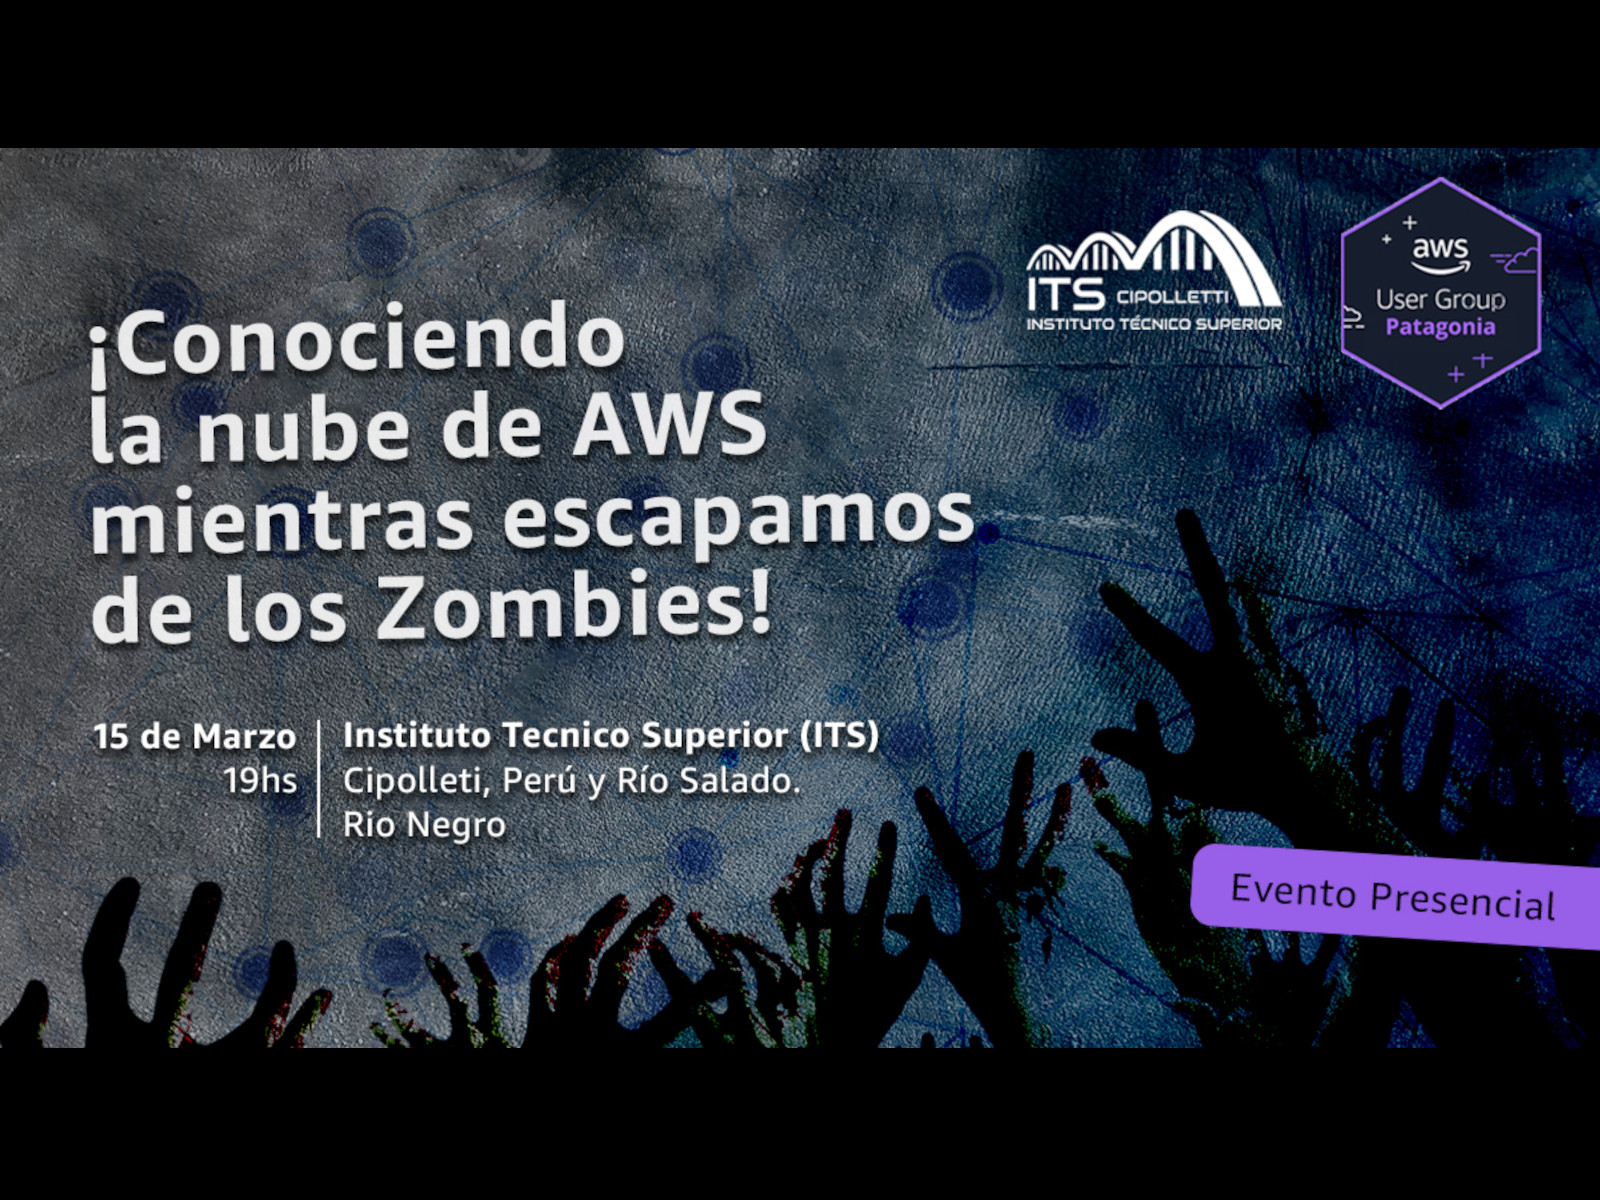 ITS CIPOLLETTI
INSTITUTO TÉCNICO SUPERIOR
aws
User Group
Patagonia
¡Conociendo
la nube de AWS
mientras escapamos
de los Zombies!
15 de Marzo
19hs
Instituto Tecnico Superior (ITS)
Cipolleti, Perú y Río Salado.
Rio Negro
Evento Presencial